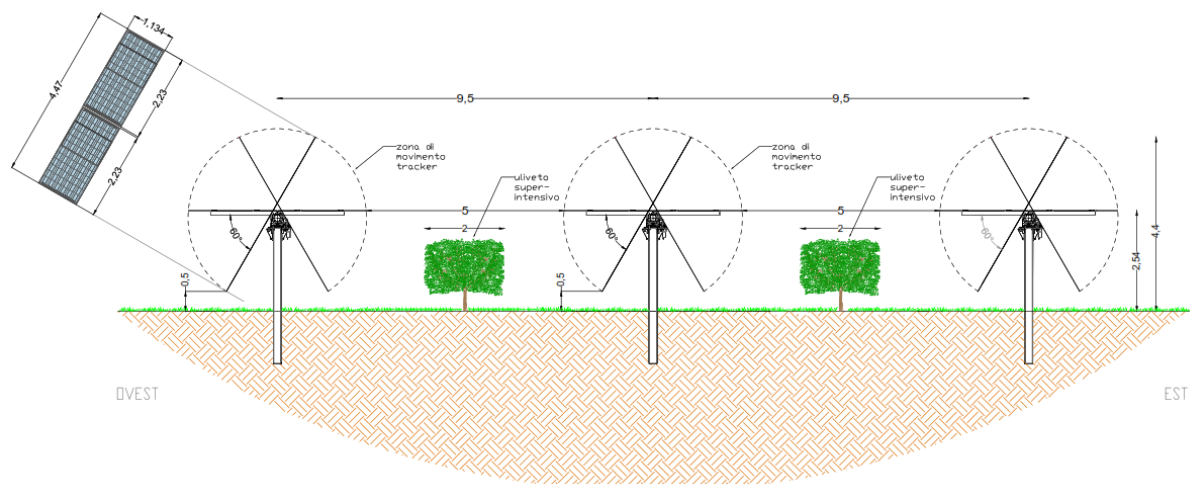 1,134
4,47
2,23
2,23
9,5
9,5
zona di
movimento
tracker
zona di
movimento
tracker
uliveto
super-
intensivo
uliveto
super-
intensivo
5
5
2
2
60°
60°
60°
0,5
0,5
2,54
4,4
OVEST
EST